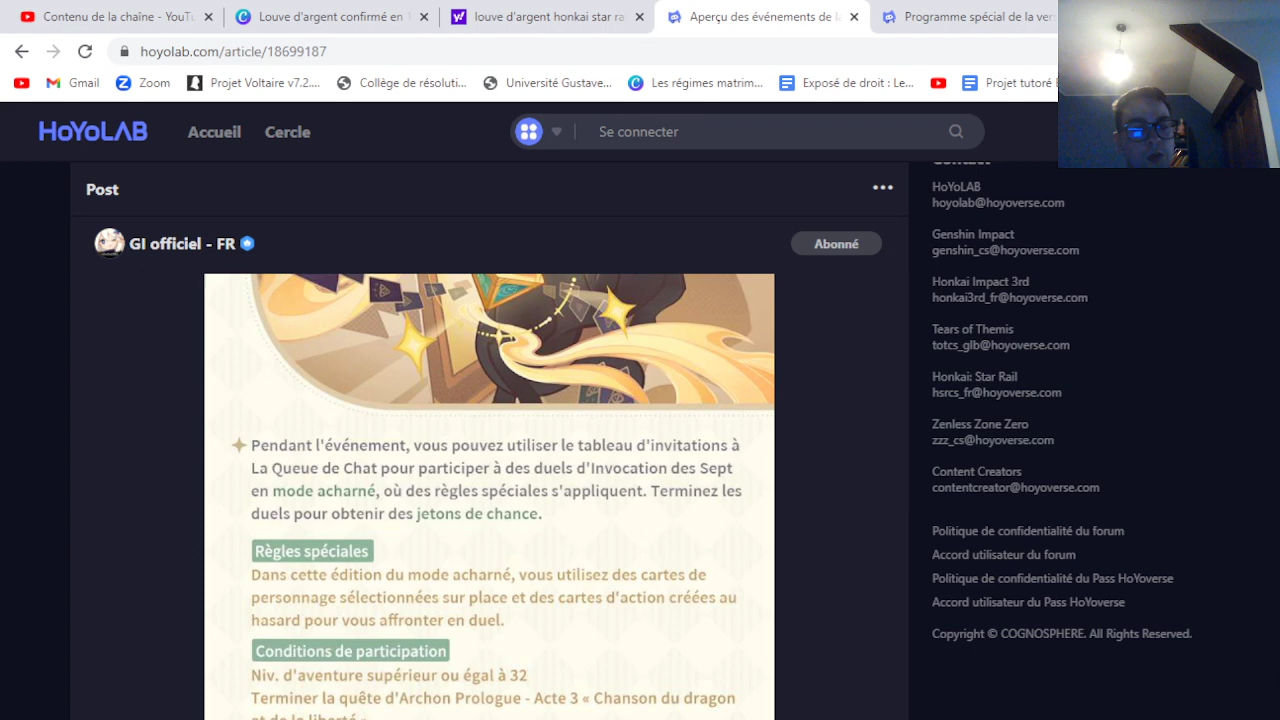 Contenu de la chaîne - YouTu
Louve d'argent confirmé en 1
louve d'argent honkai star ra
Aperçu des événements de la
Programme spécial de la vers
hoyolab.com/article/18699187
Gmail
Zoom
Projet Voltaire v7.2....
Collège de résoluti...
Université Gustave...
Les régimes matrim...
Exposé de droit : Le...
Projet tutoré
HoYoLAB
Accueil
Cercle
Se connecter
Post
GI officiel - FR
Abonné
Pendant l'événement, vous pouvez utiliser le tableau d'invitations à
La Queue de Chat pour participer à des duels d'Invocation des Sept
en mode acharné, où des règles spéciales s'appliquent. Terminez les
duels pour obtenir des jetons de chance.
Règles spéciales
Dans cette édition du mode acharné, vous utilisez des cartes de
personnage sélectionnées sur place et des cartes d'action créées au
hasard pour vous affronter en duel.
Conditions de participation
Niv. d'aventure supérieur ou égal à 32
Terminer la quête d'Archon Prologue - Acte 3 « Chanson du dragon
et de la liberté »
Contact
HoYoLAB
hoyolab@hoyoverse.com
Genshin Impact
genshin_cs@hoyoverse.com
Honkai Impact 3rd
honkai3rd_fr@hoyoverse.com
Tears of Themis
totcs_glb@hoyoverse.com
Honkai: Star Rail
hsrcs_fr@hoyoverse.com
Zenless Zone Zero
zzz_cs@hoyoverse.com
Content Creators
contentcreator@hoyoverse.com
Politique de confidentialité du forum
Accord utilisateur du forum
Politique de confidentialité du Pass HoYoverse
Accord utilisateur du Pass HoYoverse
Copyright © COGNOSPHERE. All Rights Reserved.